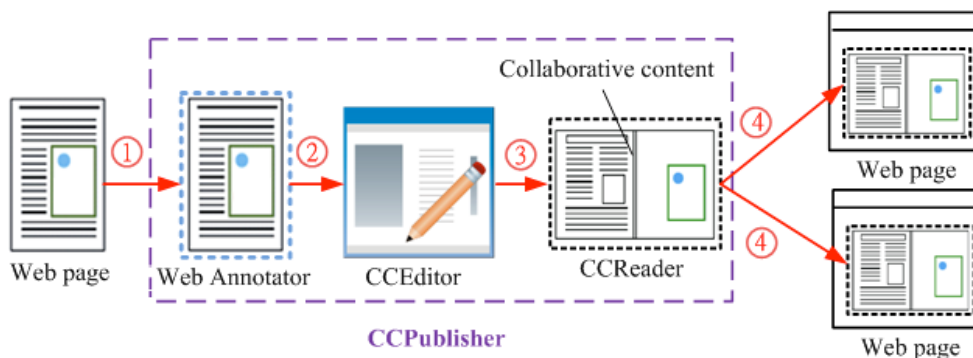 Collaborative content
①
②
③
④
④
Web page
Web page
Web Annotator
CCEditor
CCReader
CCPublisher
Web page